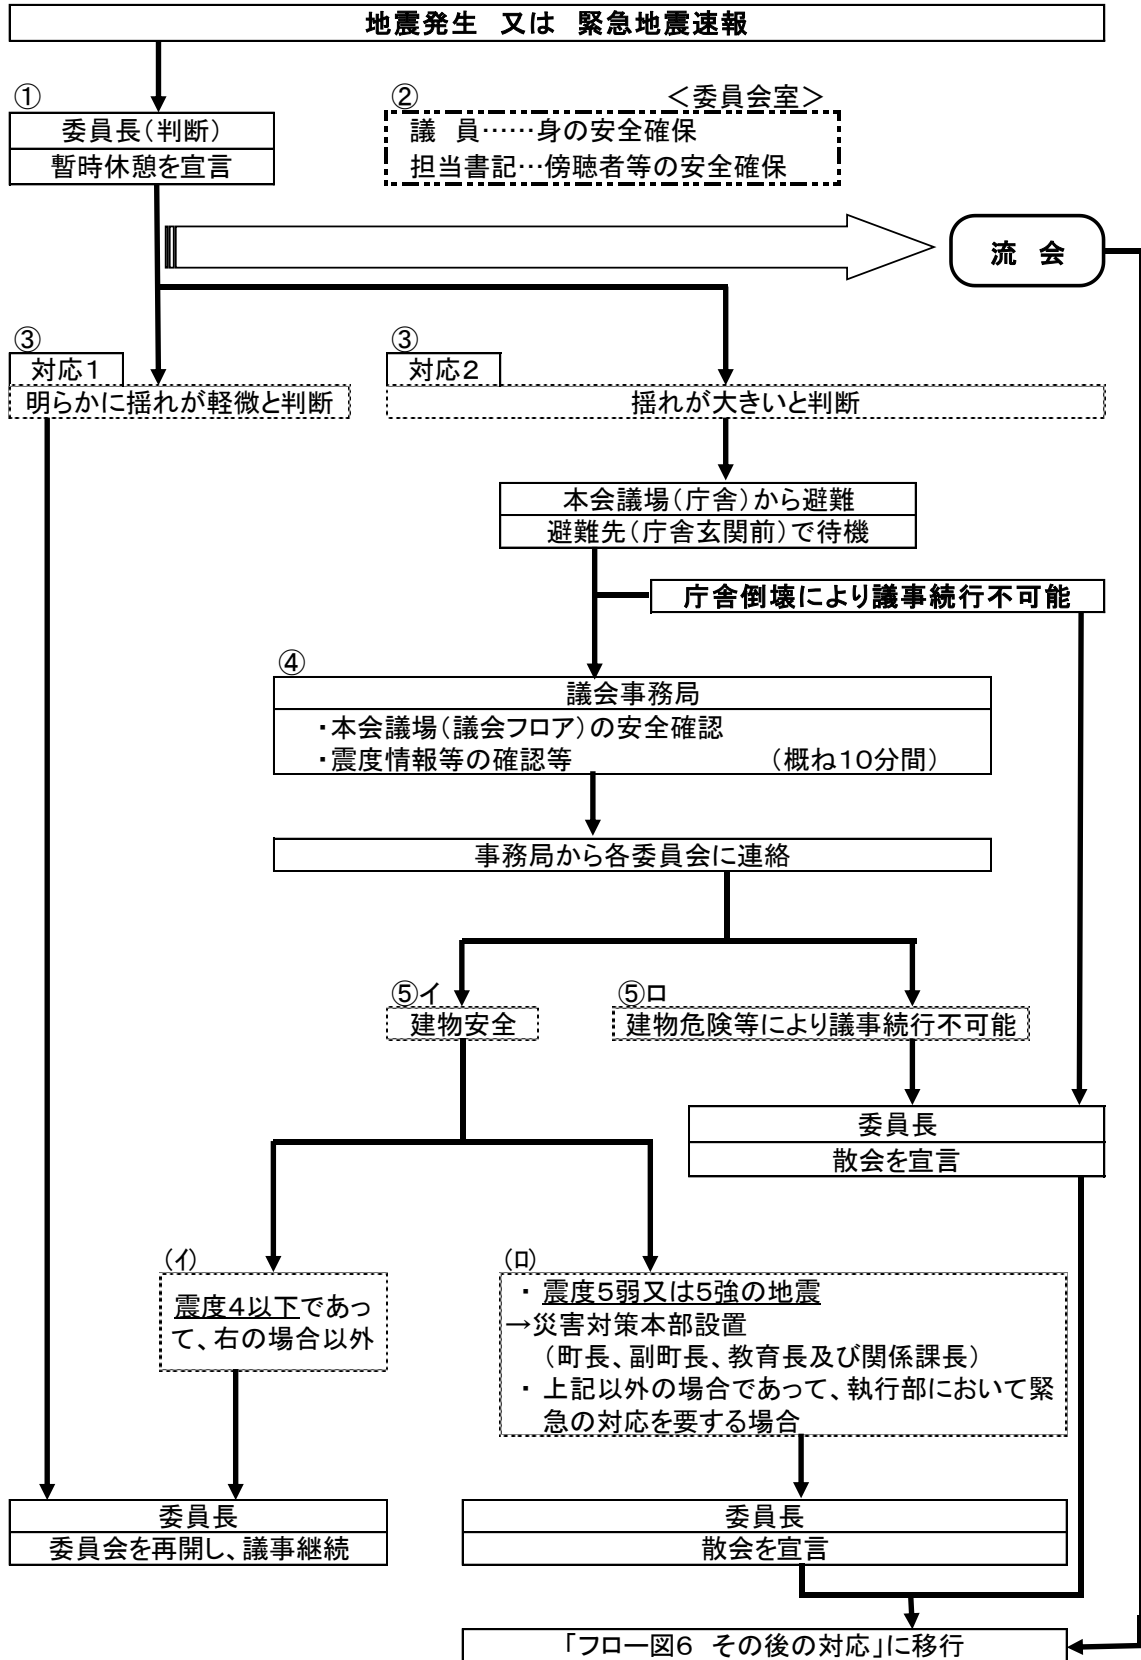 地震発生　又は　緊急地震速報
①
委員長（判断）
暫時休憩を宣言
②
＜委員会室＞
議　員……身の安全確保
担当書記…傍聴者等の安全確保
流　会
③
対応１
明らかに揺れが軽微と判断
③
対応２
揺れが大きいと判断
本会議場（庁舎）から避難
避難先（庁舎玄関前）で待機
庁舎倒壊により議事続行不可能
④
議会事務局
・本会議場（議会フロア）の安全確認
・震度情報等の確認等　（概ね１０分間）
事務局から各委員会に連絡
⑤イ
建物安全
⑤ロ
建物危険等により議事続行不可能
委員長
散会を宣言
（イ）
震度４以下であっ
て、右の場合以外
（ロ）
・ 震度５弱又は５強の地震
→災害対策本部設置
（町長、副町長、教育長及び関係課長）
・ 上記以外の場合であって、執行部において緊
急の対応を要する場合
委員長
委員会を再開し、議事継続
委員長
散会を宣言
「フロー図６　その後の対応」に移行